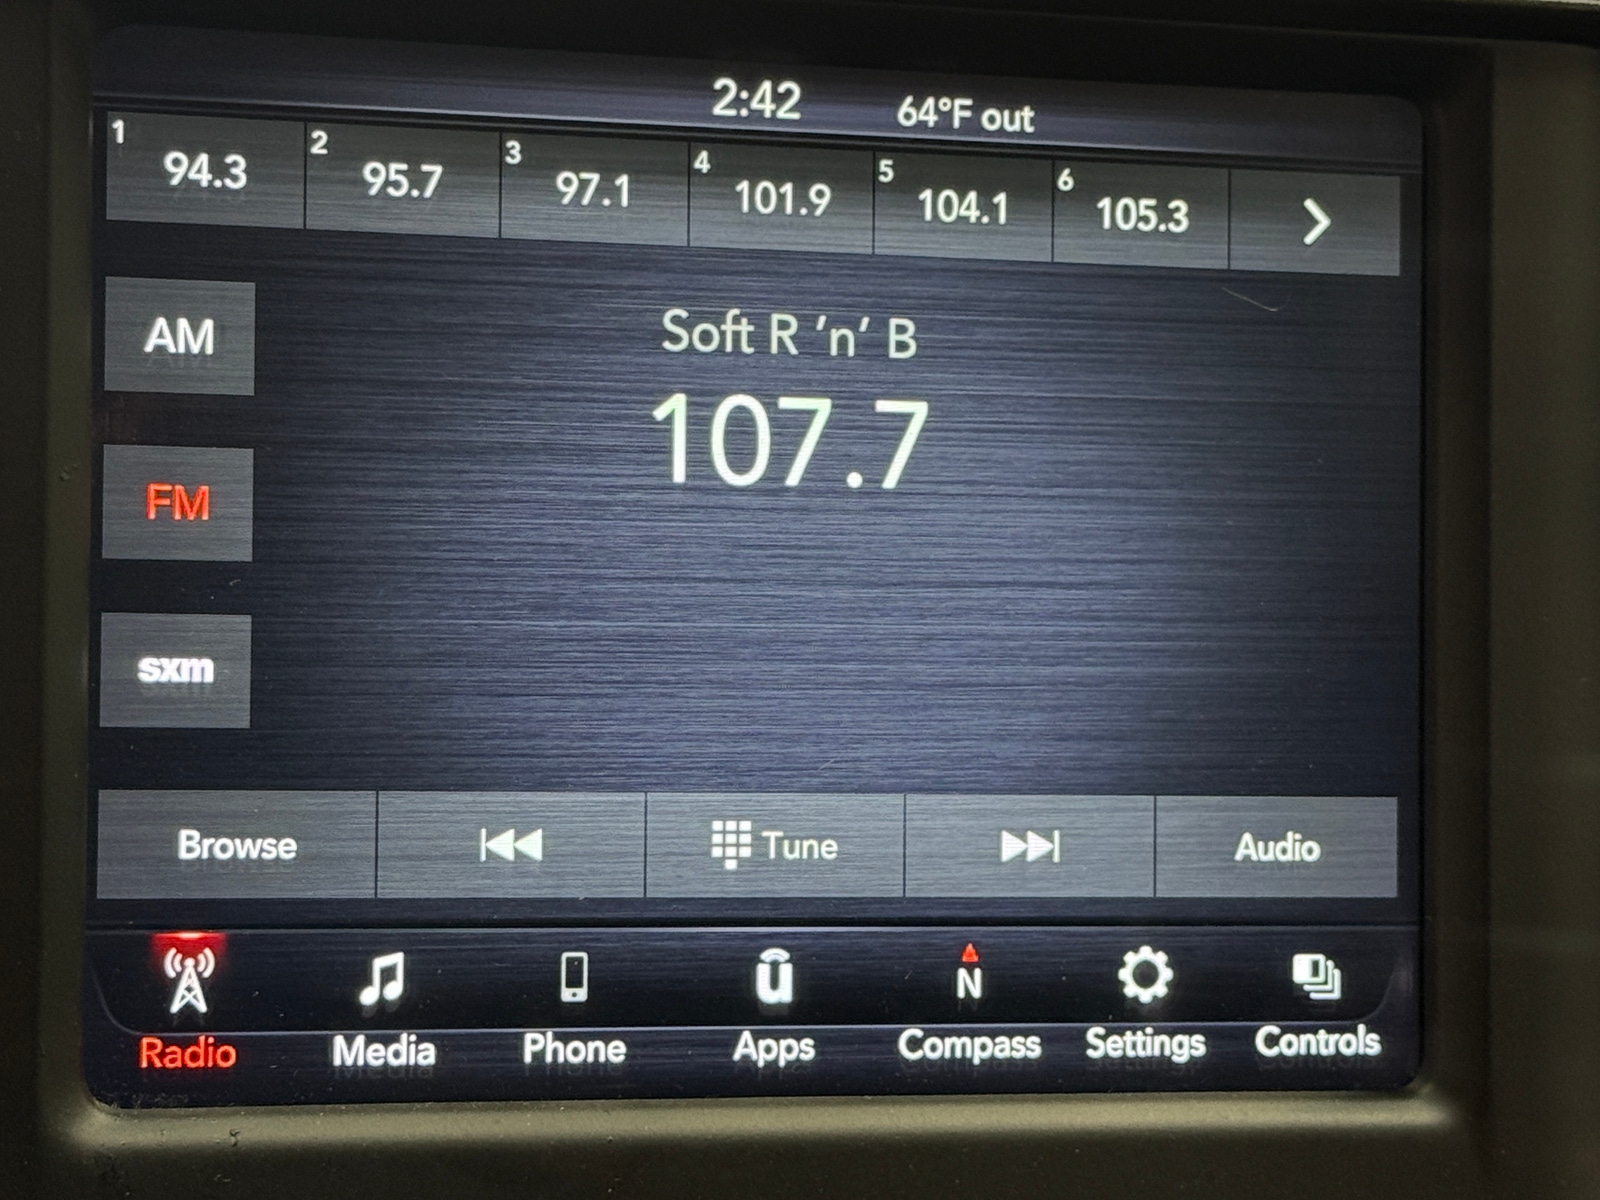 2:42 64°F out
1 94.3 2 95.7 3 97.1 4 101.9 5 104.1 6 105.3
AM
Soft R 'n' B
107.7
FM
sxm
Browse Tune Audio
N
Radio Media Phone Apps Compass Settings Controls